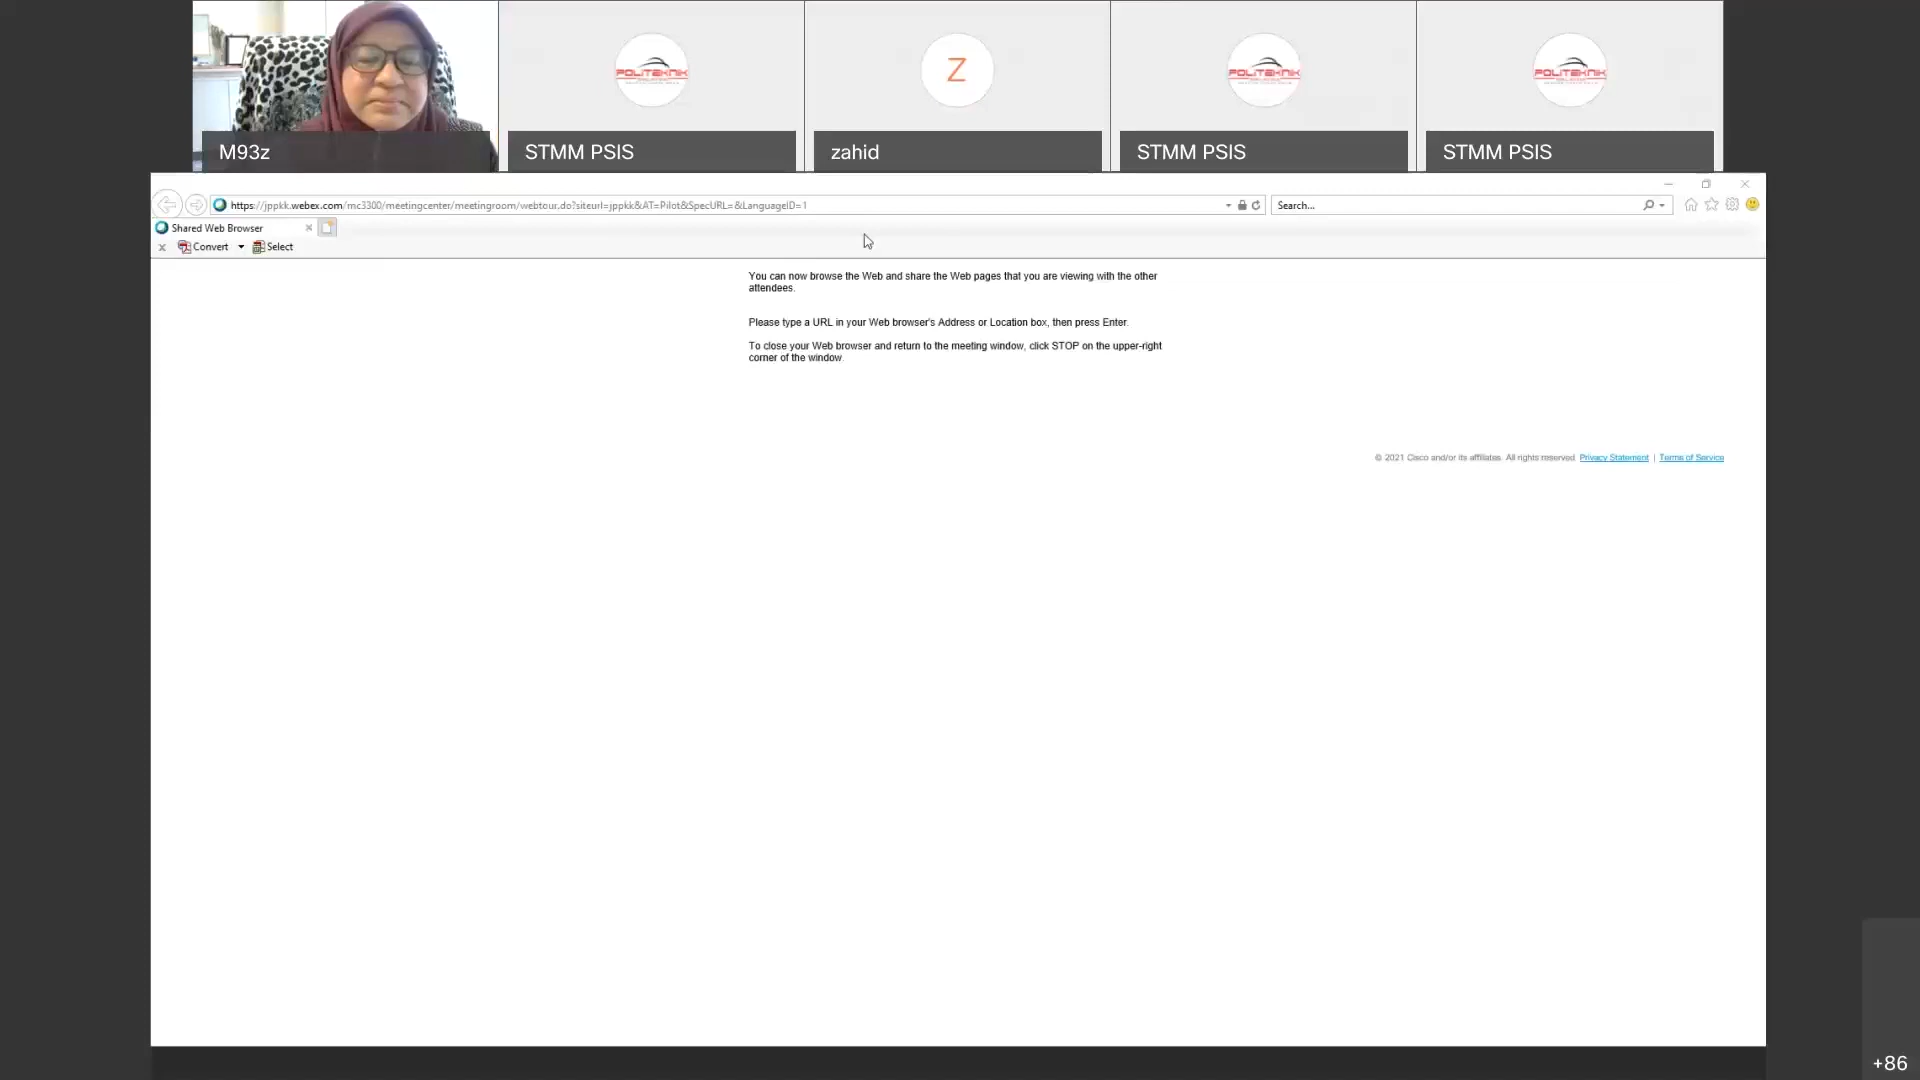 POLITEKNIK
Z
POLITEKNIK
POLITEKNIK
M93z
STMM PSIS
zahid
STMM PSIS
STMM PSIS
https://jppkk.webex.com/mc3300/meetingcenter/meetingroom/webtour.do?siteurl=jppkk&AT=Pilot&SpecURL=&LanguageID=1
Search...
Shared Web Browser
Convert
Select
You can now browse the Web and share the Web pages that you are viewing with the other
attendees.
Please type a URL in your Web browser's Address or Location box, then press Enter.
To close your Web browser and return to the meeting window, click STOP on the upper-right
corner of the window.
© 2021 Cisco and/or its affiliates. All rights reserved. Privacy Statement | Terms of Service
+86